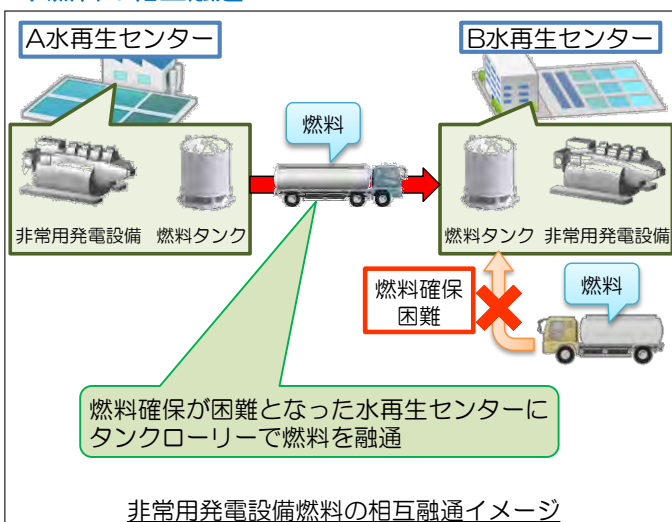 A水再生センター
B水再生センター
燃料
非常用発電設備 燃料タンク
燃料タンク 非常用発電設備
燃料確保
困難
燃料
燃料確保が困難となった水再生センターに
タンクローリーで燃料を融通
非常用発電設備燃料の相互融通イメージ